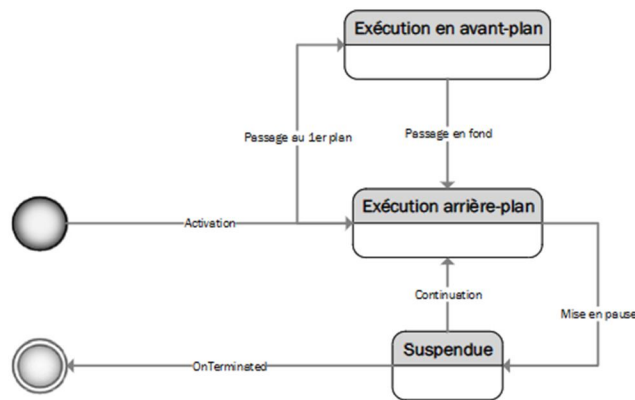 Exécution en avant-plan
Passage au 1er plan
Passage en fond
Exécution arrière-plan
Activation
Continuation
Mise en pause
Suspendue
OnTerminated